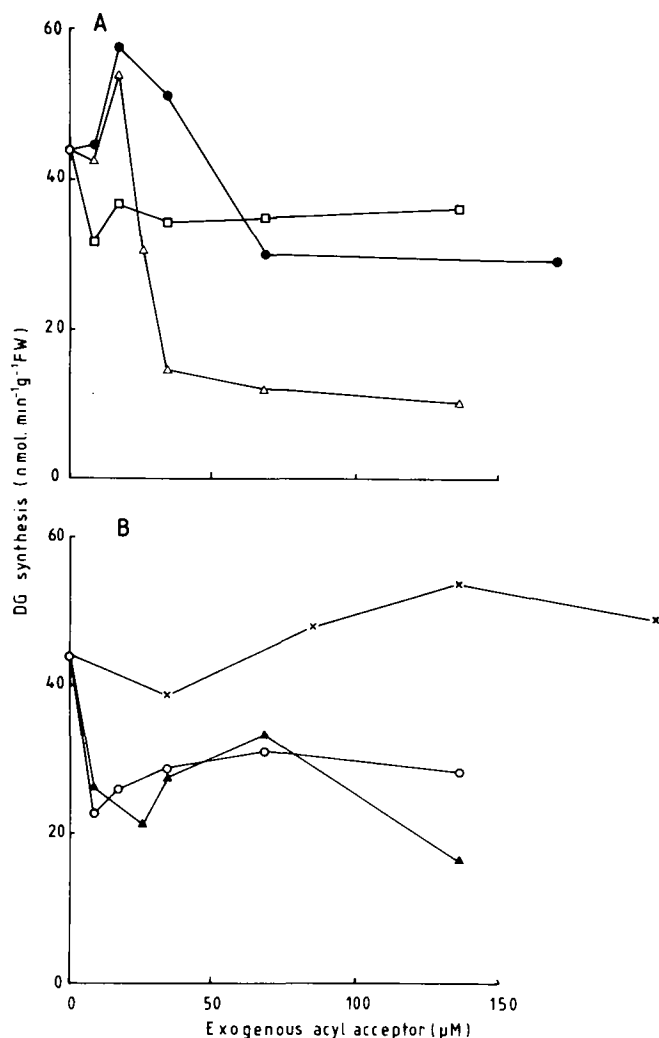 A
60
40
20
0
DG synthesis (nmol. min⁻¹g⁻¹FW)
B
60
40
20
0
0 50 100 150
Exogenous acyl acceptor (µM)